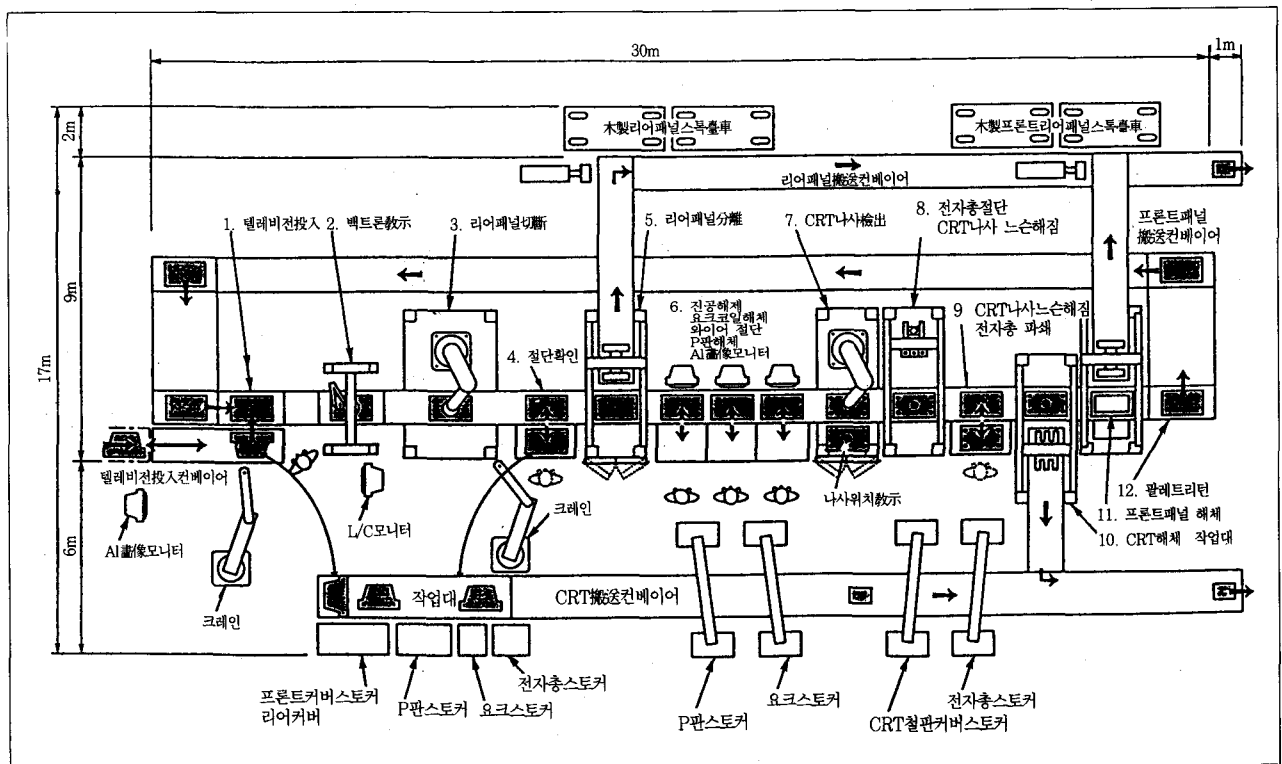 30m
1m
2m
9m
17m
6m
木製리어패널스톡臺車
木製프론트리어패널스톡臺車
리어패널搬送컨베이어
1. 텔레비전投入
2. 백트론敎示
3. 리어패널切斷
5. 리어패널分離
7. CRT나사檢出
8. 전자총절단
CRT나사 느슨해짐
프론트패널
搬送컨베이어
4. 절단확인
6. 진공해제
요크코일해체
와이어 절단
P판해체
AI畵像모니터
9 CRT나사느슨해짐
전자총 파쇄
텔레비전投入컨베이어
AI畵像모니터
L/C모니터
크레인
크레인
나사위치敎示
12. 팔레트리턴
11. 프론트패널 해체
10. CRT해체 작업대
작업대
CRT搬送컨베이어
프론트커버스토커
리어커버
P판스토커
요크스토커
전자총스토커
P판스토커
요크스토커
CRT철판커버스토커
전자총스토커